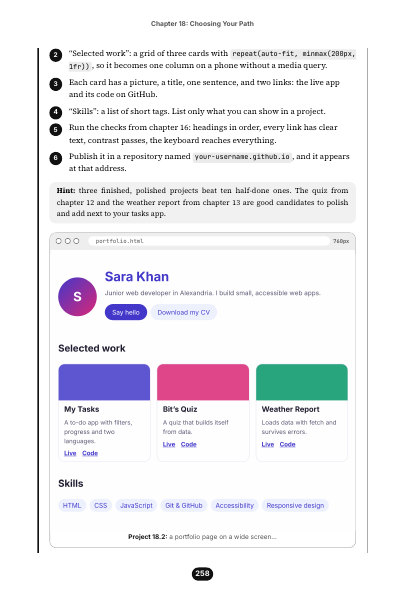 Chapter 18: Choosing Your Path
2 “Selected work”: a grid of three cards with repeat(auto-fit, minmax(200px,
1fr)), so it becomes one column on a phone without a media query.
3 Each card has a picture, a title, one sentence, and two links: the live app
and its code on GitHub.
4 “Skills”: a list of short tags. List only what you can show in a project.
5 Run the checks from chapter 16: headings in order, every link has clear
text, contrast passes, the keyboard reaches everything.
6 Publish it in a repository named your-username.github.io, and it appears
at that address.
Hint: three finished, polished projects beat ten half-done ones. The quiz from
chapter 12 and the weather report from chapter 13 are good candidates to polish
and add next to your tasks app.
portfolio.html 760px
S
Sara Khan
Junior web developer in Alexandria. I build small, accessible web apps.
Say hello Download my CV
Selected work
My Tasks
A to-do app with filters,
progress and two
languages.
Live Code
Bit's Quiz
A quiz that builds itself
from data.
Live Code
Weather Report
Loads data with fetch and
survives errors.
Live Code
Skills
HTML CSS JavaScript Git & GitHub Accessibility Responsive design
Project 18.2: a portfolio page on a wide screen…
258